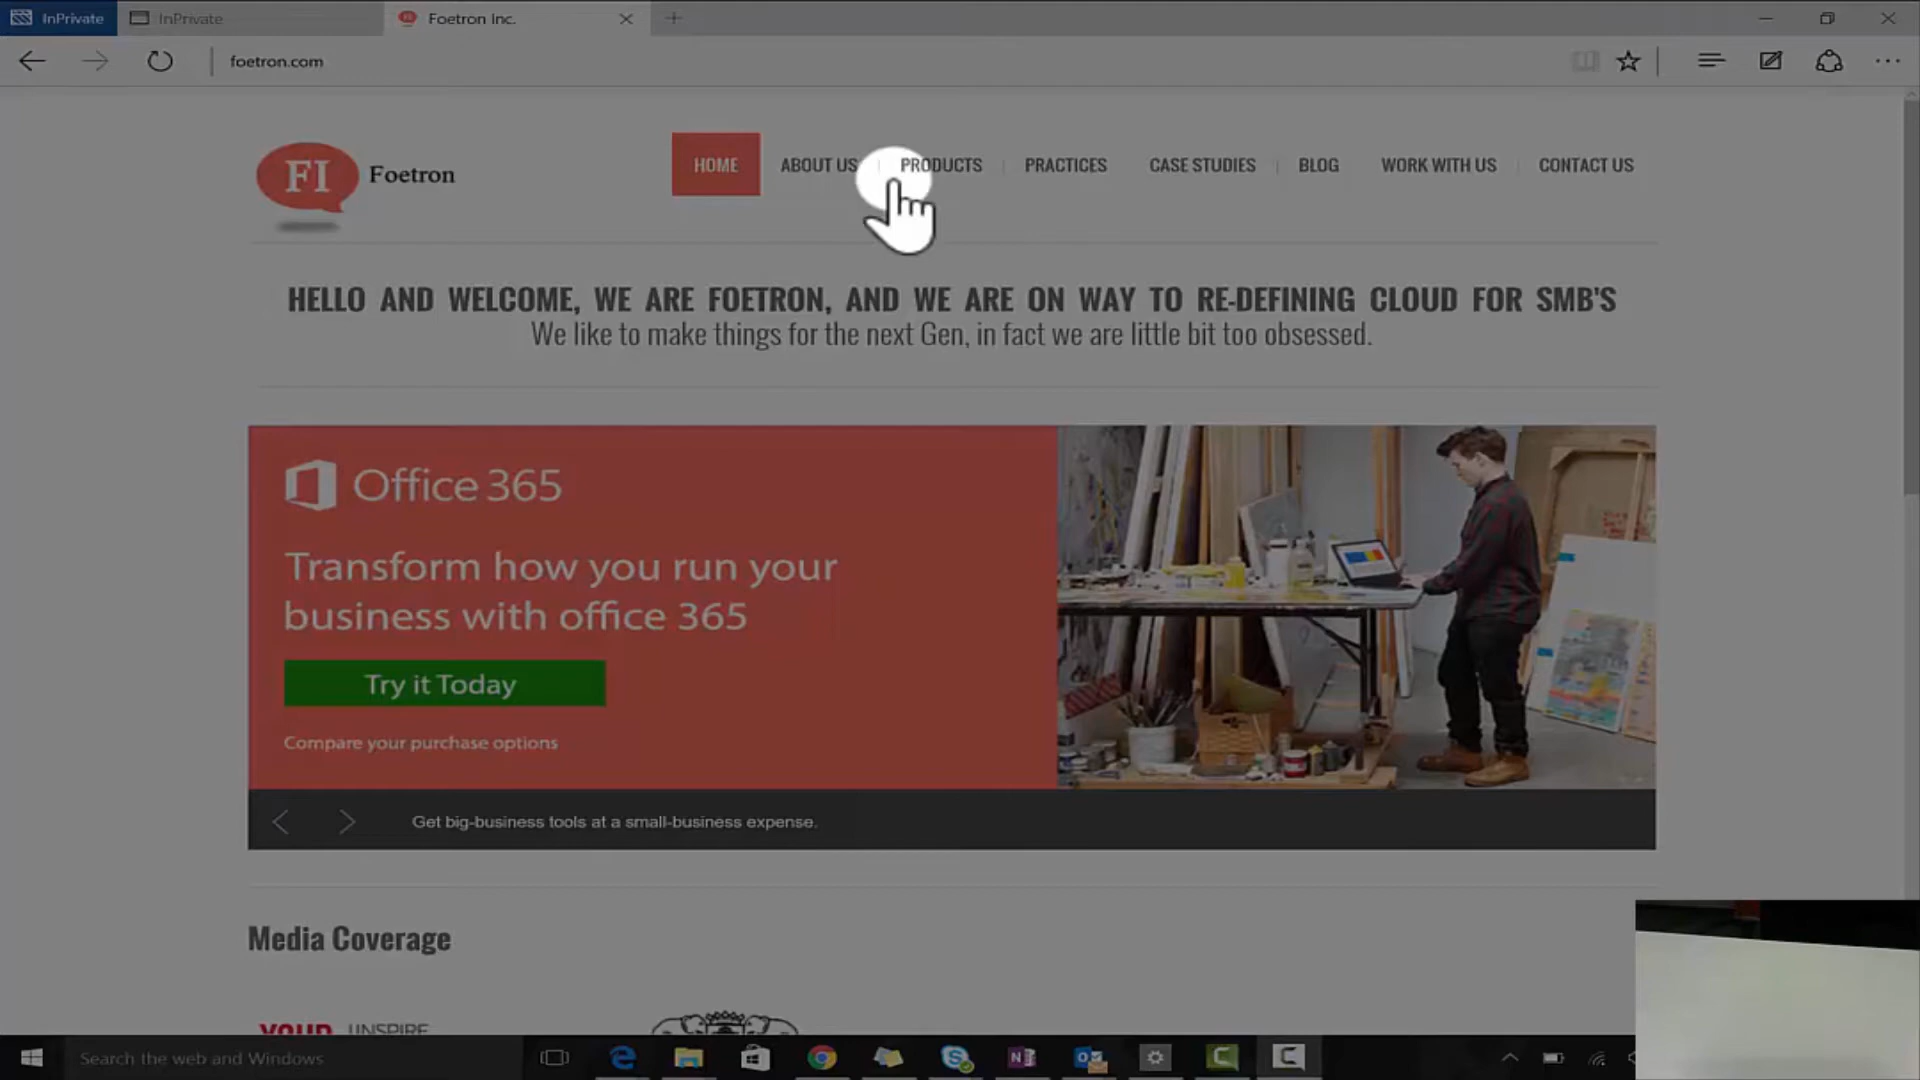 InPrivate
InPrivate
Foetron Inc.
foetron.com
FI
Foetron
HOME
ABOUT US
PRODUCTS
PRACTICES
CASE STUDIES
BLOG
WORK WITH US
CONTACT US
HELLO AND WELCOME, WE ARE FOETRON, AND WE ARE ON WAY TO RE-DEFINING CLOUD FOR SMB'S
We like to make things for the next Gen, in fact we are little bit too obsessed.
Office 365
Transform how you run your
business with office 365
Try it Today
Compare your purchase options
Get big-business tools at a small-business expense.
Media Coverage
YOUR UNSPIRE
Search the web and Windows